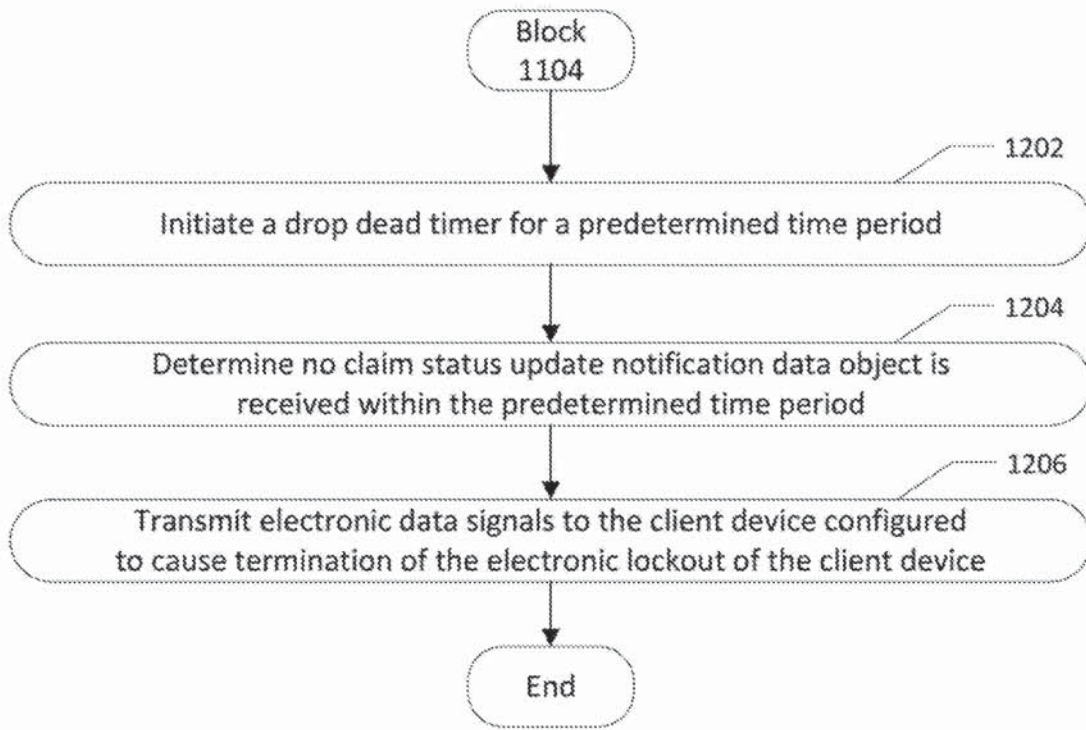 Block
1104
1202
Initiate a drop dead timer for a predetermined time period
1204
Determine no claim status update notification data object is
received within the predetermined time period
1206
Transmit electronic data signals to the client device configured
to cause termination of the electronic lockout of the client device
End